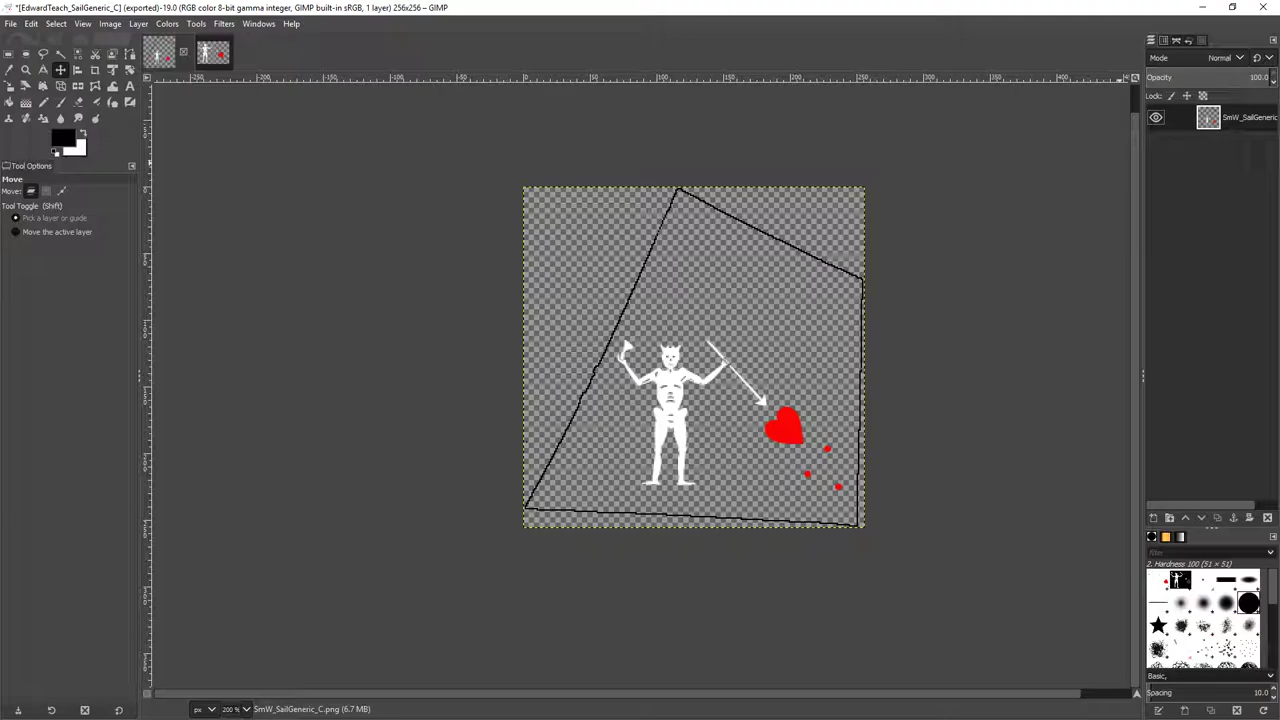 *[EdwardTeach_SailGeneric_C] (exported)-19.0 (RGB color 8-bit gamma integer, GIMP built-in sRGB, 1 layer) 256x256 – GIMP
File Edit Select View Image Layer Colors Tools Filters Windows Help
Mode Normal
Opacity 100.0
Lock:
SmW_SailGeneric
Tool Options
Move
Move:
Tool Toggle (Shift)
Pick a layer or guide
Move the active layer
filter
2. Hardness 100 (51 × 51)
Basic,
Spacing 10.0
px 200 % SmW_SailGeneric_C.png (6.7 MB)